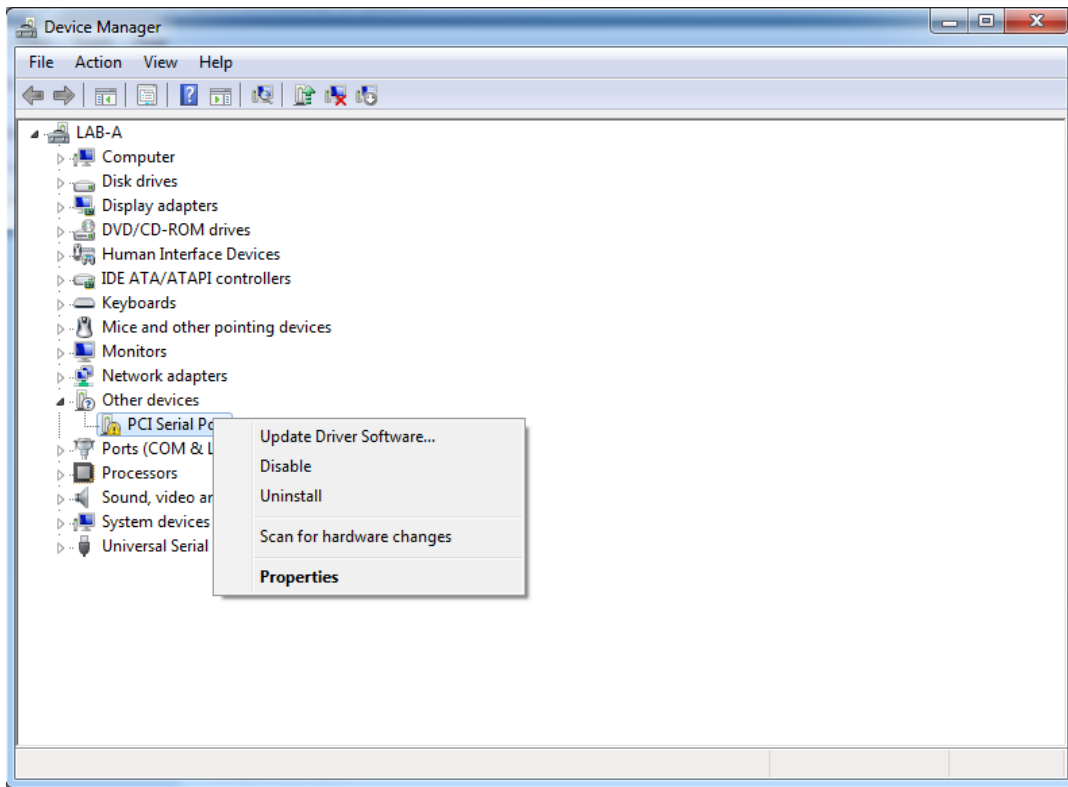 Device Manager
File Action View Help
LAB-A
Computer
Disk drives
Display adapters
DVD/CD-ROM drives
Human Interface Devices
IDE ATA/ATAPI controllers
Keyboards
Mice and other pointing devices
Monitors
Network adapters
Other devices
PCI Serial Po
Ports (COM & L
Processors
Sound, video ar
System devices
Universal Serial
Update Driver Software...
Disable
Uninstall
Scan for hardware changes
Properties